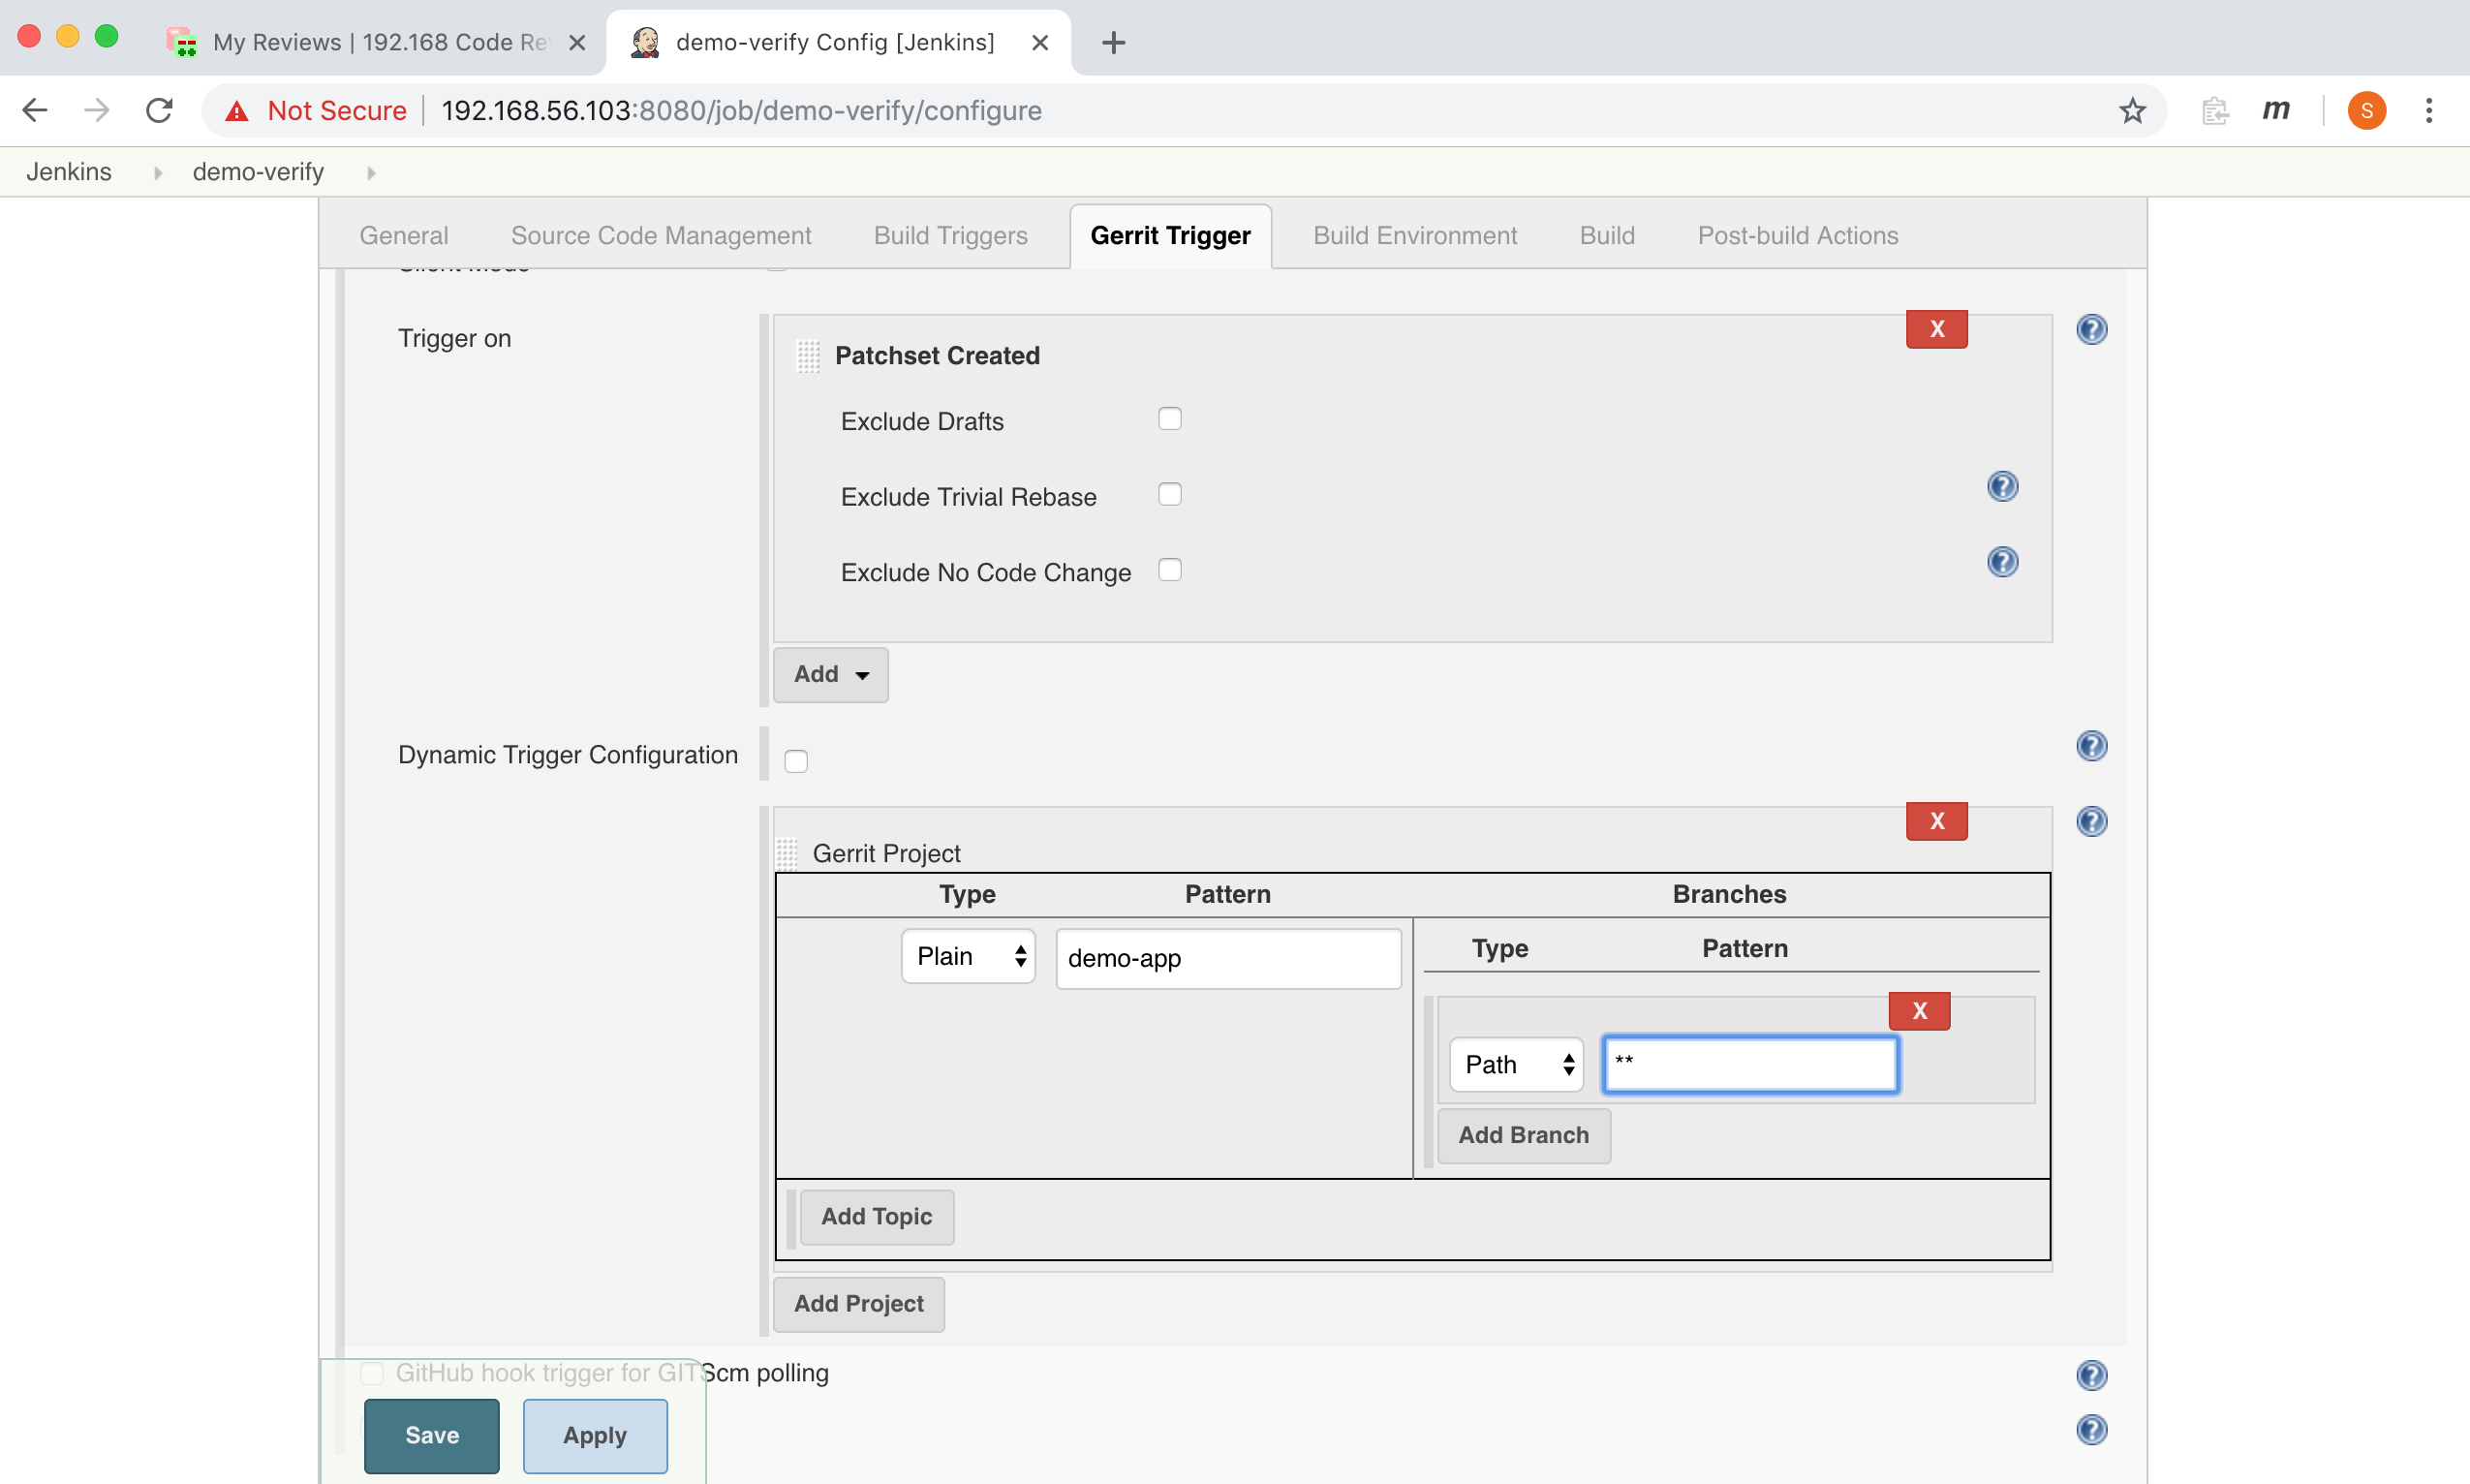 My Reviews | 192.168 Code Re
demo-verify Config [Jenkins]
Not Secure 192.168.56.103:8080/job/demo-verify/configure
m
S
Jenkins demo-verify
General Source Code Management Build Triggers Gerrit Trigger Build Environment Build Post-build Actions
Silent Mode
Trigger on
Patchset Created
X
Exclude Drafts
Exclude Trivial Rebase
Exclude No Code Change
Add
Dynamic Trigger Configuration
X
Gerrit Project
Type Pattern Branches
Plain demo-app
Type Pattern
X
Path **
Add Branch
Add Topic
Add Project
GitHub hook trigger for GITScm polling
Save Apply